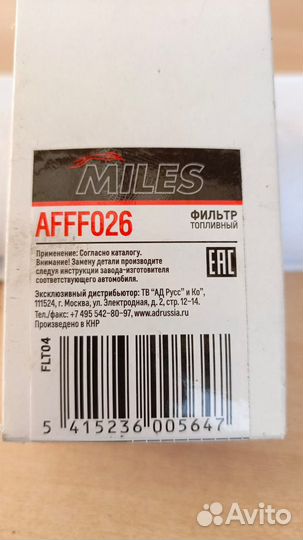 MILES
AFFF026
ФИЛЬТР
ТОПЛИВНЫЙ
Применение: Согласно каталогу.
Внимание! Замену детали производите
следуя инструкции завода-изготовителя
соответствующего автомобиля.
EAC
Эксклюзивный дистрибьютор: ТВ "АД Русс" и Ко",
111524, г. Москва, ул. Электродная, д. 2, стр. 12-14.
Тел./факс: +7 495 542-80-97, www.adrussia.ru
Произведено в КНР
FLT04
5 415236 005647
Avito